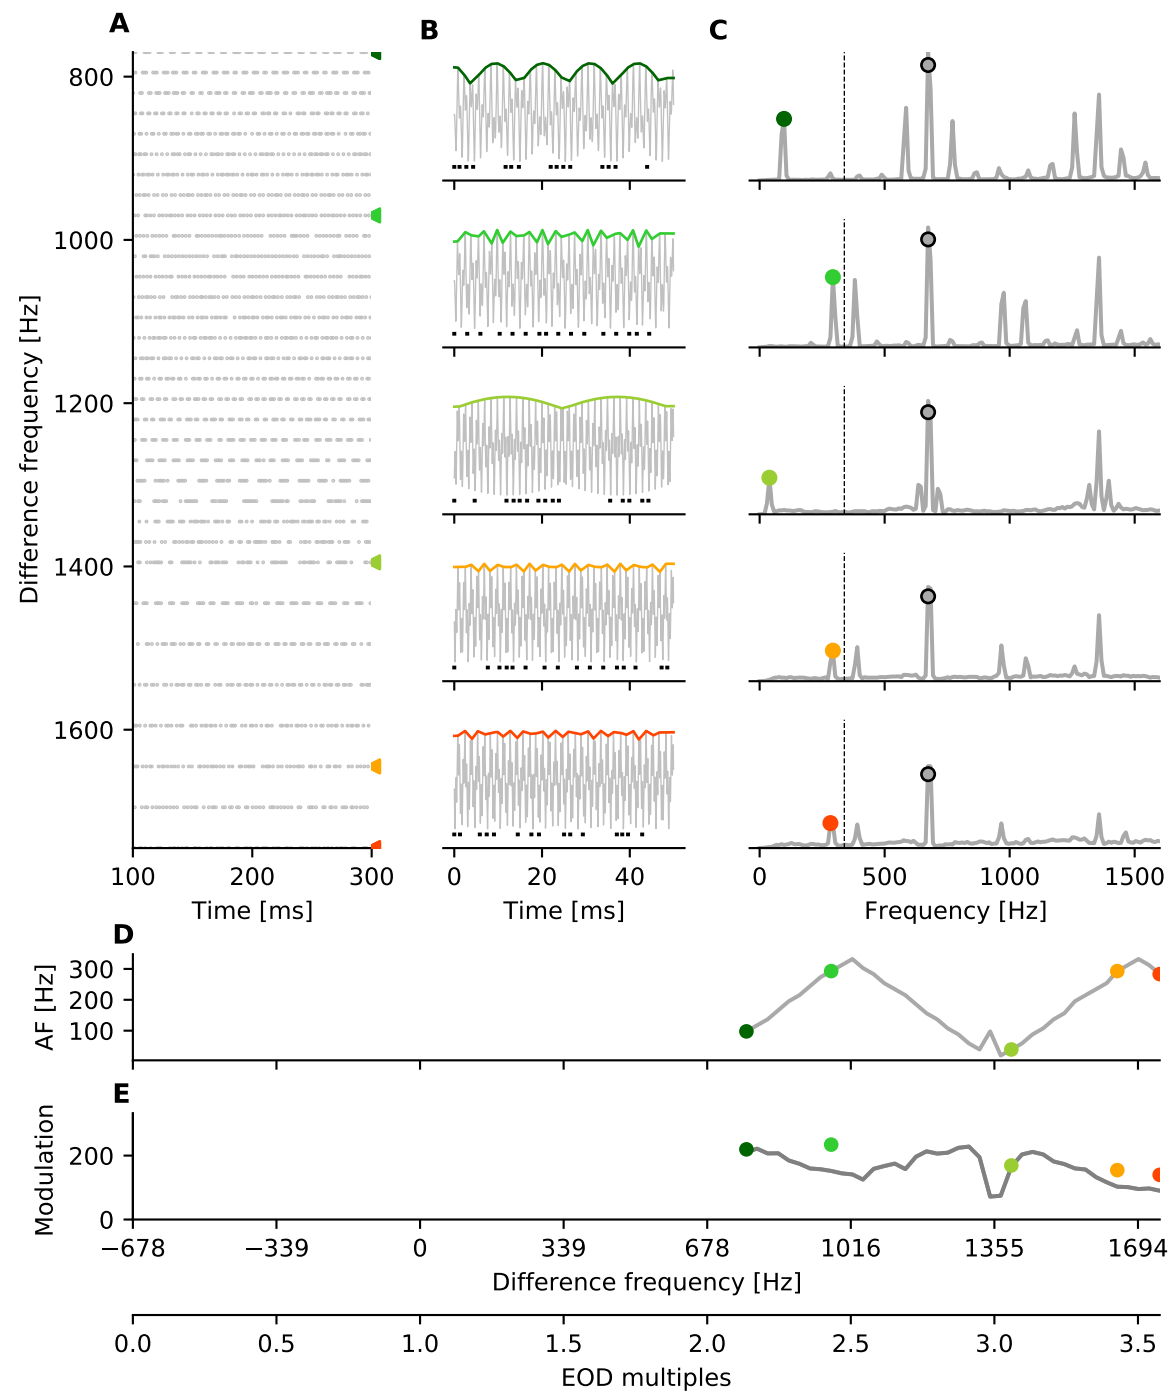 A
B
C
800
1000
1200
1400
1600
Difference frequency [Hz]
100
200
300
0
20
40
0
500
1000
1500
Time [ms]
Time [ms]
Frequency [Hz]
D
300
200
100
AF [Hz]
E
200
0
Modulation
−678
−339
0
339
678
1016
1355
1694
Difference frequency [Hz]
0.0
0.5
1.0
1.5
2.0
2.5
3.0
3.5
EOD multiples